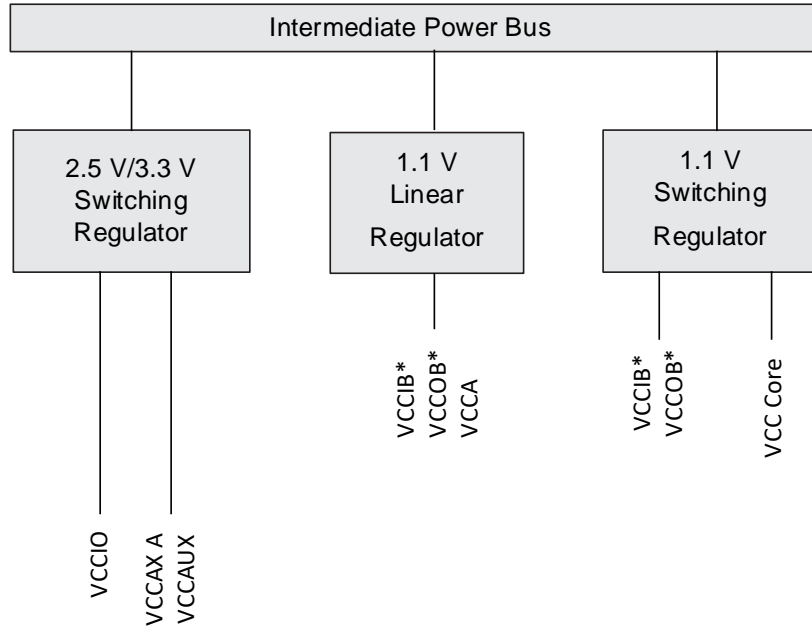 Intermediate Power Bus
2.5 V/3.3 V
Switching
Regulator
1.1 V
Linear
Regulator
1.1 V
Switching
Regulator
VCCIO
VCCAX A
VCCAUX
VCCIB*
VCCOB*
VCCA
VCCIB*
VCCOB*
VCC Core